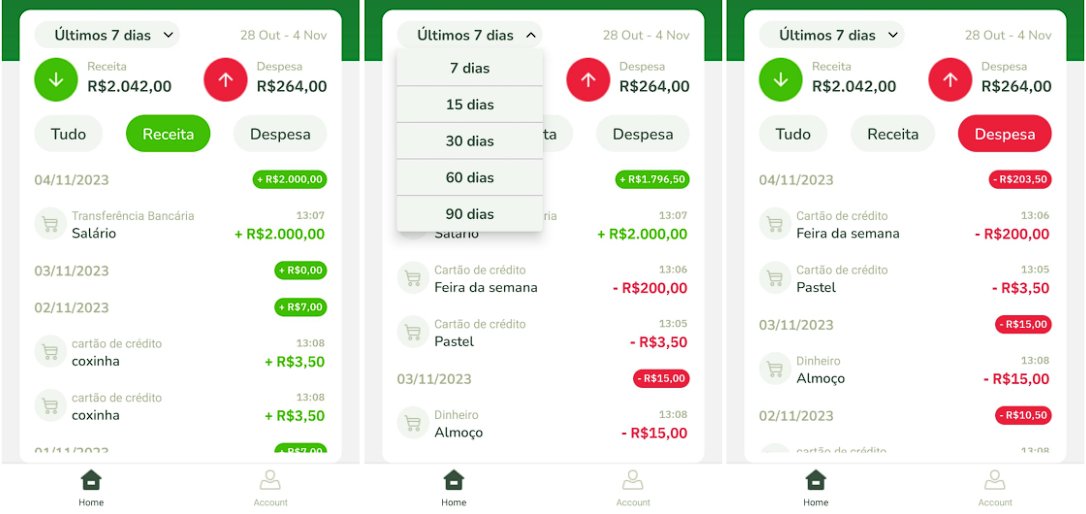 Últimos 7 dias
28 Out - 4 Nov
Receita
R$2.042,00
Despesa
R$264,00
Tudo
Receita
Despesa
04/11/2023
+ R$2.000,00
Transferência Bancária
13:07
Salário
+ R$2.000,00
03/11/2023
+ R$0,00
02/11/2023
+ R$7,00
cartão de crédito
13:08
coxinha
+ R$3,50
cartão de crédito
13:08
coxinha
+ R$3,50
01/11/2023
+ R$7,00
Home
Account
Últimos 7 dias
28 Out - 4 Nov
7 dias
15 dias
30 dias
60 dias
90 dias
Despesa
R$264,00
ta
Despesa
+ R$1.796,50
ria
13:07
Salário
+ R$2.000,00
Cartão de crédito
13:06
Feira da semana
- R$200,00
Cartão de crédito
13:05
Pastel
- R$3,50
03/11/2023
- R$15,00
Dinheiro
13:08
Almoço
- R$15,00
Home
Account
Últimos 7 dias
28 Out - 4 Nov
Receita
R$2.042,00
Despesa
R$264,00
Tudo
Receita
Despesa
04/11/2023
- R$203,50
Cartão de crédito
13:06
Feira da semana
- R$200,00
Cartão de crédito
13:05
Pastel
- R$3,50
03/11/2023
- R$15,00
Dinheiro
13:08
Almoço
- R$15,00
02/11/2023
- R$10,50
cartão de crédito
13:08
Home
Account